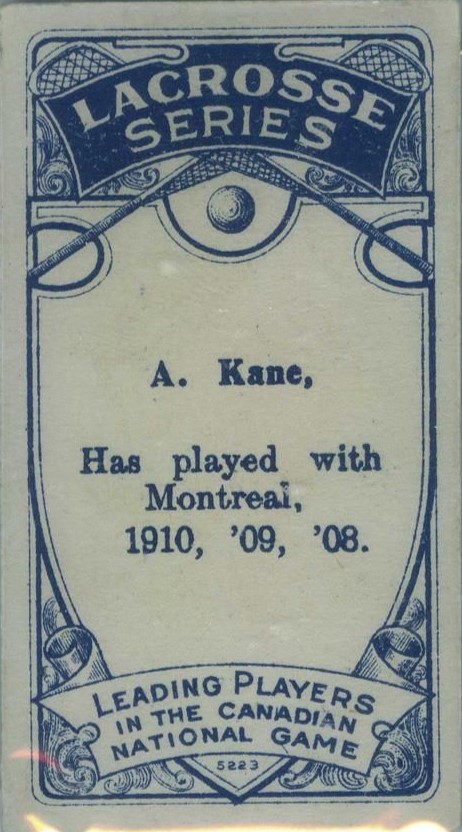 LACROSSE
SERIES
A. Kane,
Has played with
Montreal,
1910, '09, '08.
LEADING PLAYERS
IN THE CANADIAN
NATIONAL GAME
5223